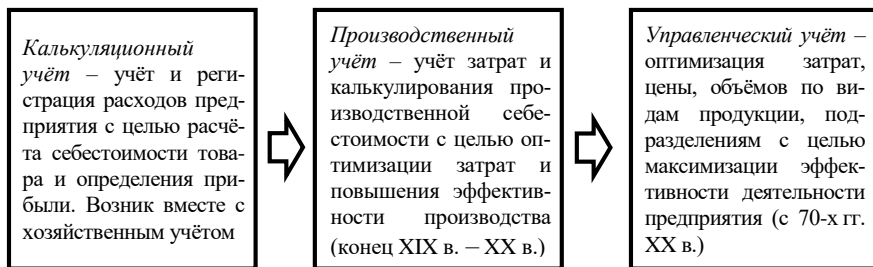 Калькуляционный
учёт – учёт и реги-
страция расходов пред-
приятия с целью расчё-
та себестоимости това-
ра и определения при-
были. Возник вместе с
хозяйственным учётом
Производственный
учёт – учёт затрат и
калькулирования про-
изводственной себе-
стоимости с целью оп-
тимизации затрат и
повышения эффектив-
ности производства
(конец XIX в. – XX в.)
Управленческий учёт –
оптимизация затрат,
цены, объёмов по ви-
дам продукции, под-
разделениям с целью
максимизации эффек-
тивности деятельности
предприятия (с 70-х гг.
XX в.)